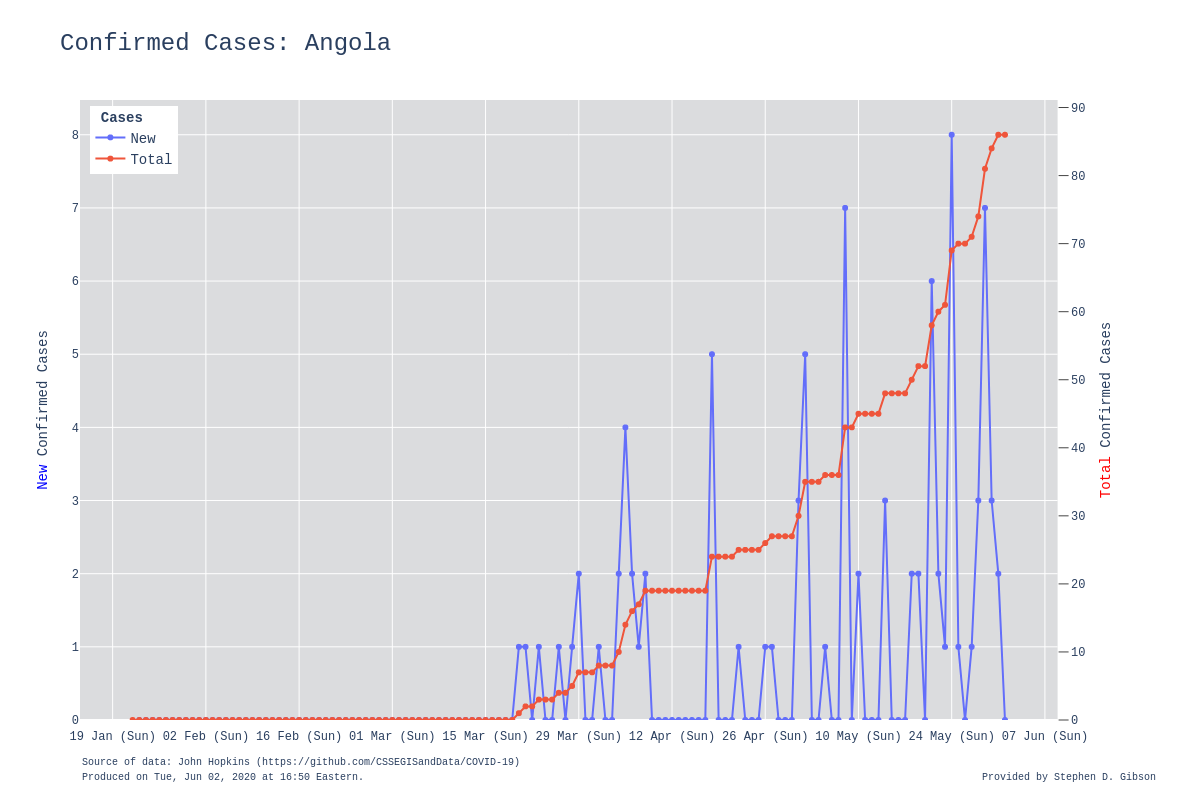 Confirmed Cases: Angola
Cases
New
Total
8
7
6
5
4
3
2
1
0
New Confirmed Cases
90
80
70
60
50
40
30
20
10
0
Total Confirmed Cases
19 Jan (Sun) 02 Feb (Sun) 16 Feb (Sun) 01 Mar (Sun) 15 Mar (Sun) 29 Mar (Sun) 12 Apr (Sun) 26 Apr (Sun) 10 May (Sun) 24 May (Sun) 07 Jun (Sun)
Source of data: John Hopkins (https://github.com/CSSEGISandData/COVID-19)
Produced on Tue, Jun 02, 2020 at 16:50 Eastern.
Provided by Stephen D. Gibson